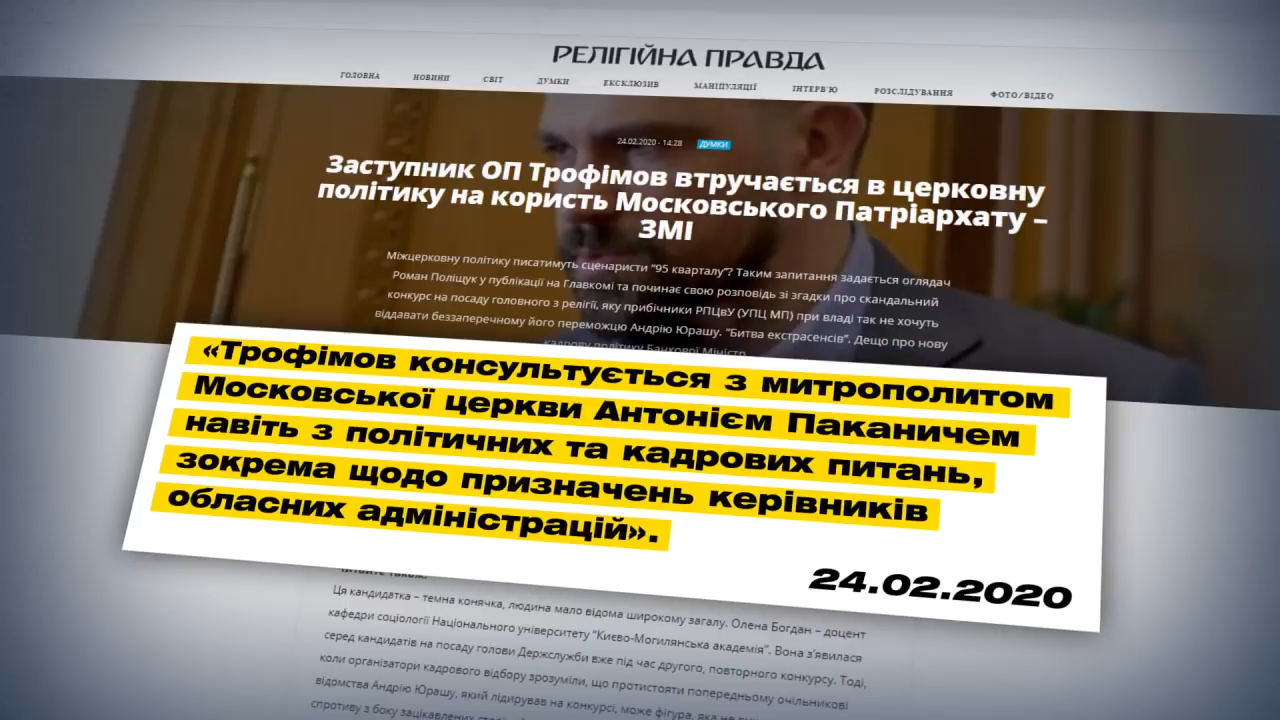 РЕЛІГІЙНА ПРАВДА
ГОЛОВНА НОВИНИ СВІТ ДУМКИ ЕКСКЛЮЗИВ МАНІПУЛЯЦІЇ ІНТЕРВ'Ю РОЗСЛІДУВАННЯ ФОТО/ВІДЕО
24.02.2020 - 14:28 ДУМКИ
Заступник ОП Трофімов втручається в церковну
політику на користь Московського Патріархату –
ЗМІ
Міжцерковну політику писатимуть сценаристи "95 кварталу"? Таким запитання задається оглядач
Роман Поліщук у публікації на Главкомі та починає свою розповідь зі згадки про скандальний
конкурс на посаду головного з релігії, яку прибічники РПЦвУ (УПЦ МП) при владі так не хочуть
віддавати беззаперечному його переможцю Андрію Юрашу. "Битва екстрасенсів". Дещо про нову
кадрову політику Банкової Міністр
«Трофімов консультується з митрополитом
Московської церкви Антонієм Паканичем
навіть з політичних та кадрових питань,
зокрема щодо призначень керівників
обласних адміністрацій».
24.02.2020
Ця кандидатка – темна конячка, людина мало відома широкому загалу. Олена Богдан – доцент
кафедри соціології Національного університету "Києво-Могилянська академія". Вона з'явилася
серед кандидатів на посаду голови Держслужби вже під час другого, повторного конкурсу. Тоді,
коли організатори кадрового відбору зрозуміли, що протистояти попередньому очільникові
відомства Андрію Юрашу, який лідирував на конкурсі, може фігура, яка не
спротиву з боку зацікавлених